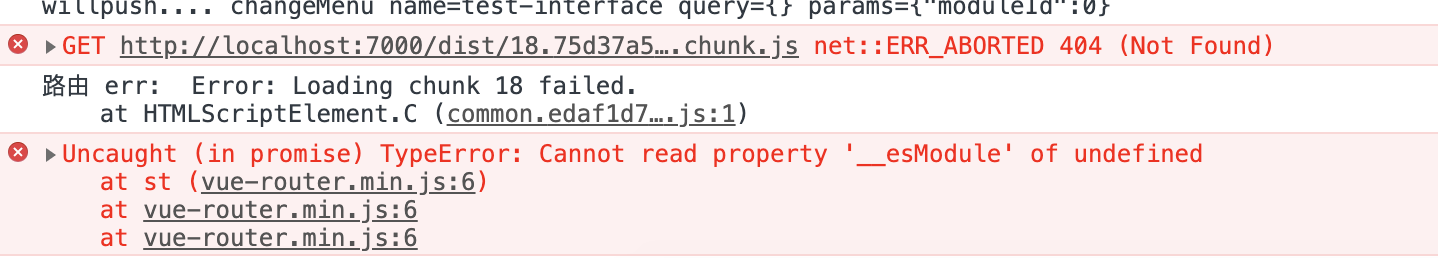 willpush.... changeMenu name=test-interface query={} params={"moduleId":0}
GET http://localhost:7000/dist/18.75d37a5….chunk.js net::ERR_ABORTED 404 (Not Found)
路由 err:  Error: Loading chunk 18 failed.
at HTMLScriptElement.C (common.edaf1d7….js:1)
Uncaught (in promise) TypeError: Cannot read property '__esModule' of undefined
at st (vue-router.min.js:6)
at vue-router.min.js:6
at vue-router.min.js:6